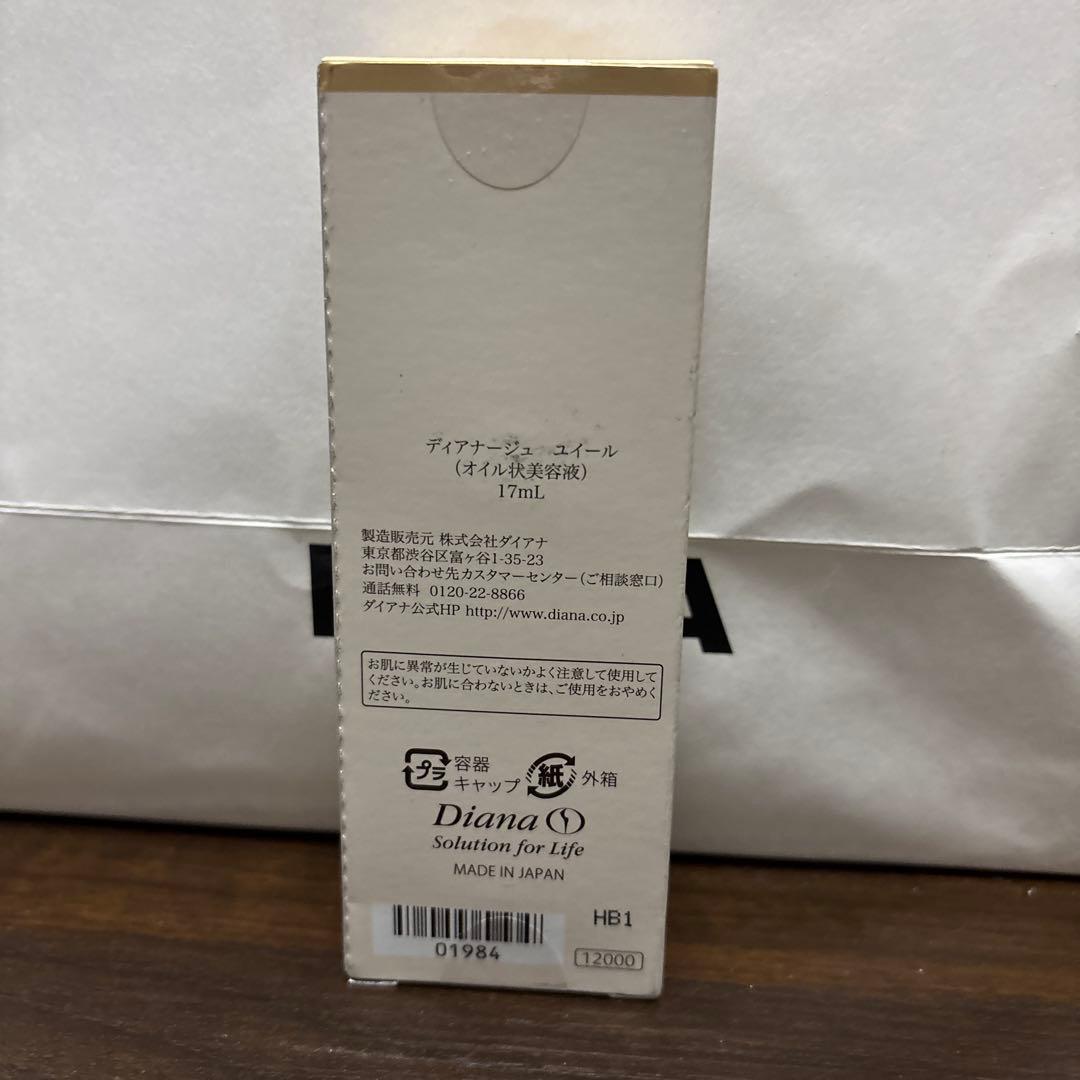 ディアナージュ　ユイール
（オイル状美容液）
17mL
製造販売元 株式会社ダイアナ
東京都渋谷区富ヶ谷1-35-23
お問い合わせ先カスタマーセンター（ご相談窓口）
通話無料 0120-22-8866
ダイアナ公式HP http://www.diana.co.jp
お肌に異常が生じていないかよく注意して使用して
ください。お肌に合わないときは、ご使用をおやめく
ださい。
プラ 容器
キャップ
紙 外箱
Diana
Solution for Life
MADE IN JAPAN
HB1
01984
12000